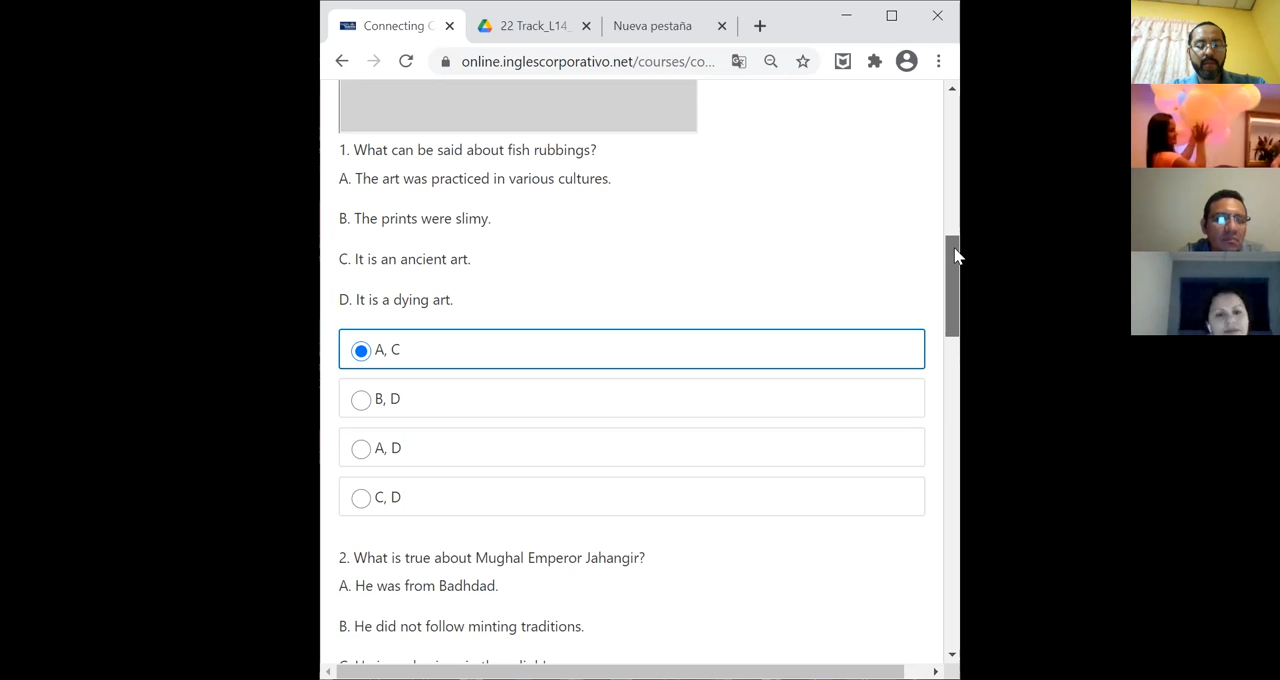 Connecting C
22 Track_L14_
Nueva pestaña
online.inglescorporativo.net/courses/co...
1. What can be said about fish rubbings?
A. The art was practiced in various cultures.
B. The prints were slimy.
C. It is an ancient art.
D. It is a dying art.
A, C
B, D
A, D
C, D
2. What is true about Mughal Emperor Jahangir?
A. He was from Badhdad.
B. He did not follow minting traditions.